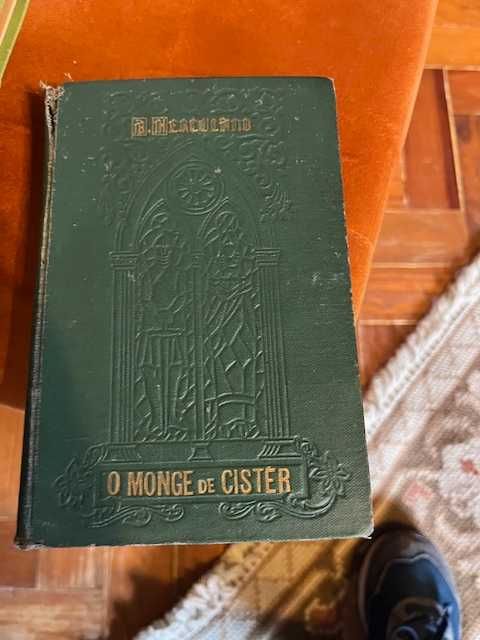 A. HERCULANO
O MONGE DE CISTÉR